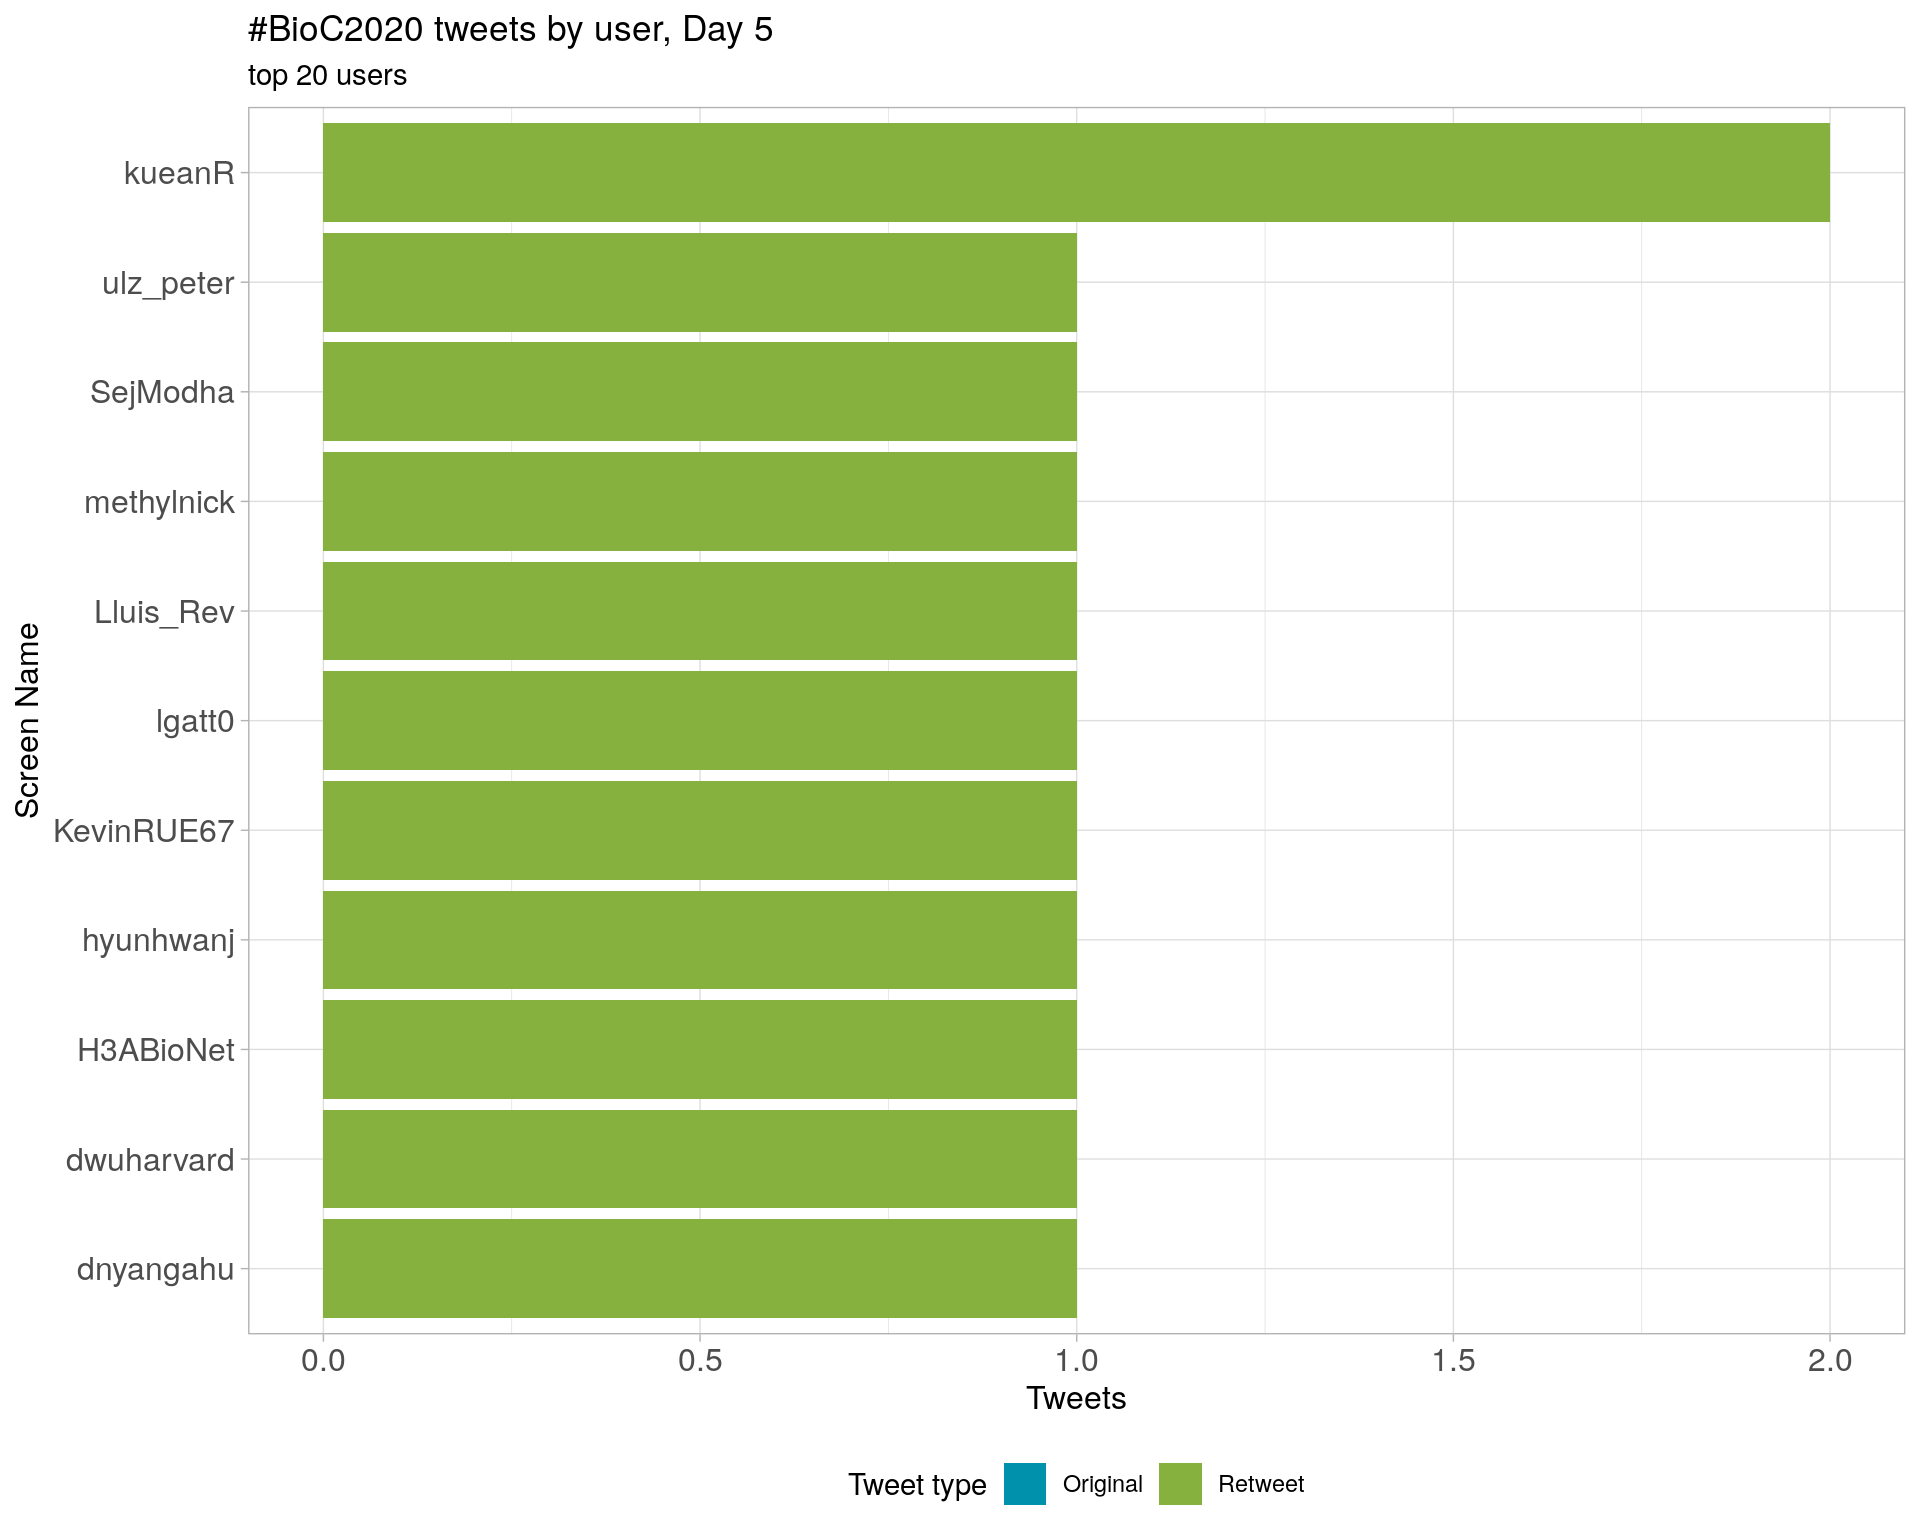 #BioC2020 tweets by user, Day 5
top 20 users
Screen Name
kueanR
ulz_peter
SejModha
methylnick
Lluis_Rev
lgatt0
KevinRUE67
hyunhwanj
H3ABioNet
dwuharvard
dnyangahu
0.0 0.5 1.0 1.5 2.0
Tweets
Tweet type Original Retweet